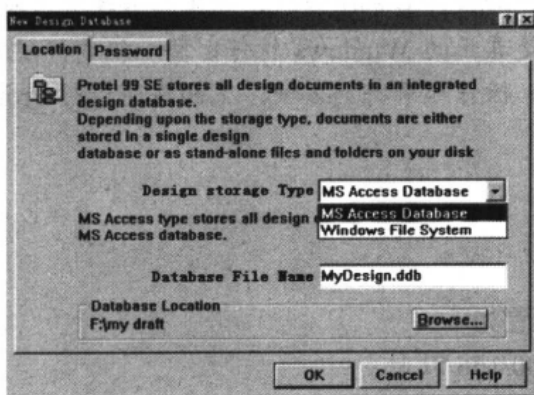 New Design Database
Location
Password
Protel 99 SE stores all design documents in an integrated
design database.
Depending upon the storage type, documents are either
stored in a single design
database or as stand-alone files and folders on your disk
Design storage Type
MS Access Database
MS Access Database
Windows File System
MS Access type stores all design
MS Access database.
Database File Name
MyDesign.ddb
Database Location
F:\my draft
Browse...
OK
Cancel
Help